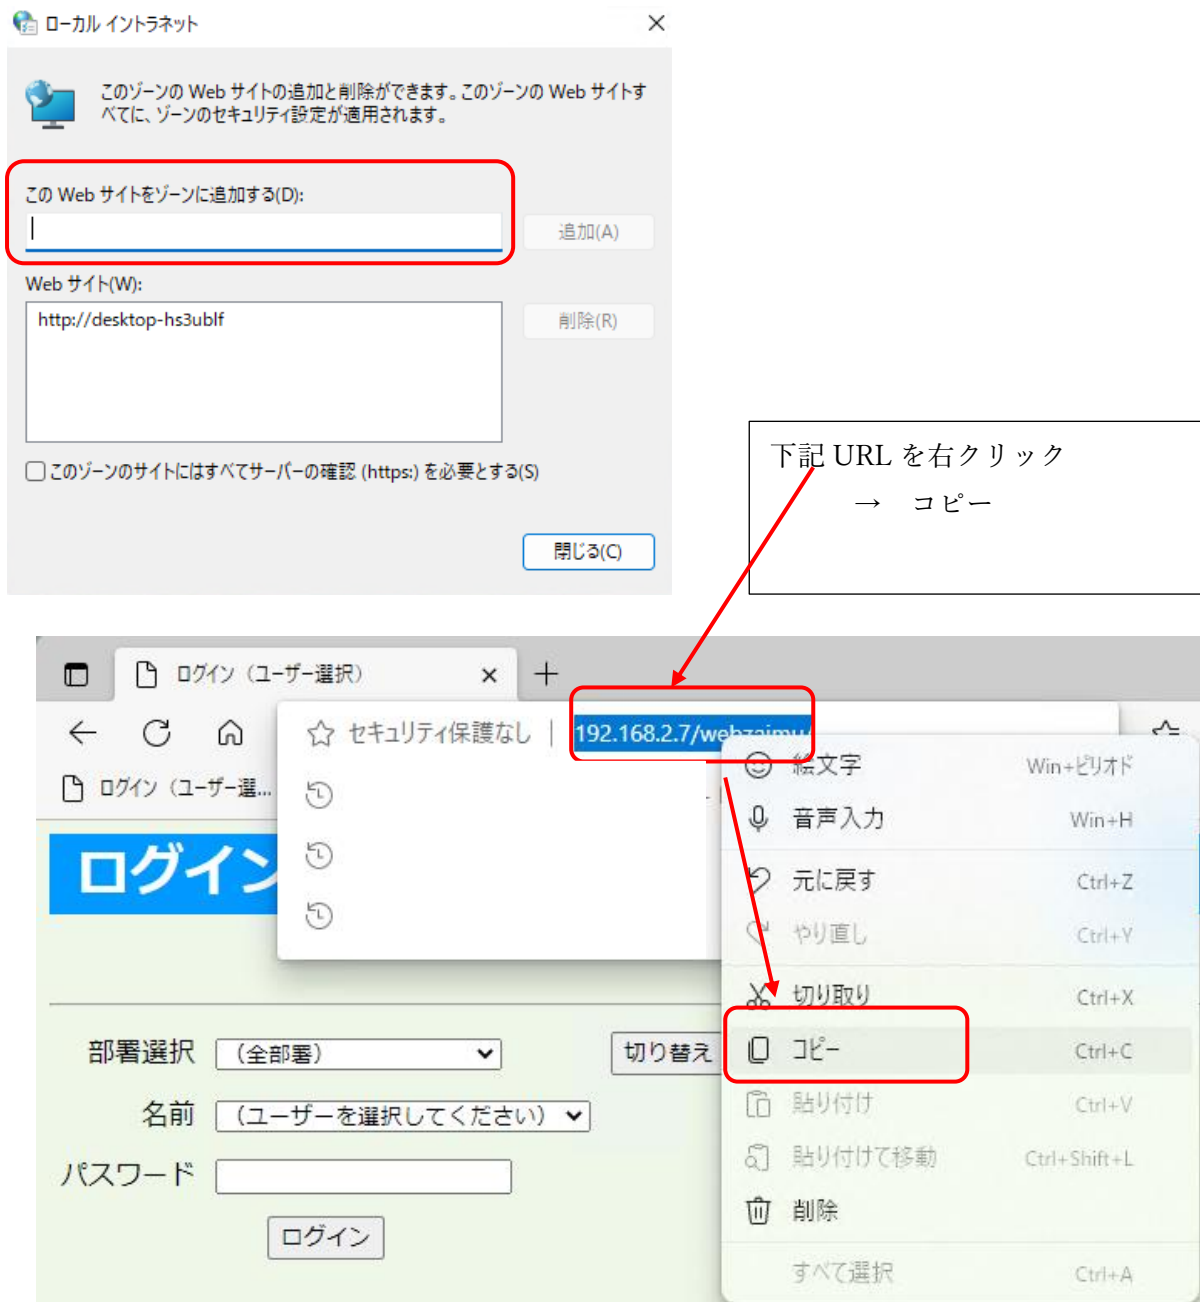 ローカル イントラネット
このゾーンの Web サイトの追加と削除ができます。このゾーンの Web サイトす
べてに、ゾーンのセキュリティ設定が適用されます。
この Web サイトをゾーンに追加する(D):
追加(A)
Web サイト(W):
http://desktop-hs3ublf
削除(R)
このゾーンのサイトにはすべてサーバーの確認 (https:) を必要とする(S)
閉じる(C)
下記 URL を右クリック
→ コピー
ログイン（ユーザー選択）
セキュリティ保護なし | 192.168.2.7/webzaimu/
ログイン（ユーザー選...
ログイン
絵文字 Win+ピリオド
音声入力 Win+H
元に戻す Ctrl+Z
やり直し Ctrl+Y
切り取り Ctrl+X
コピー Ctrl+C
貼り付け Ctrl+V
貼り付けて移動 Ctrl+Shift+L
削除
すべて選択 Ctrl+A
部署選択 （全部署） 切り替え
名前 （ユーザーを選択してください）
パスワード
ログイン